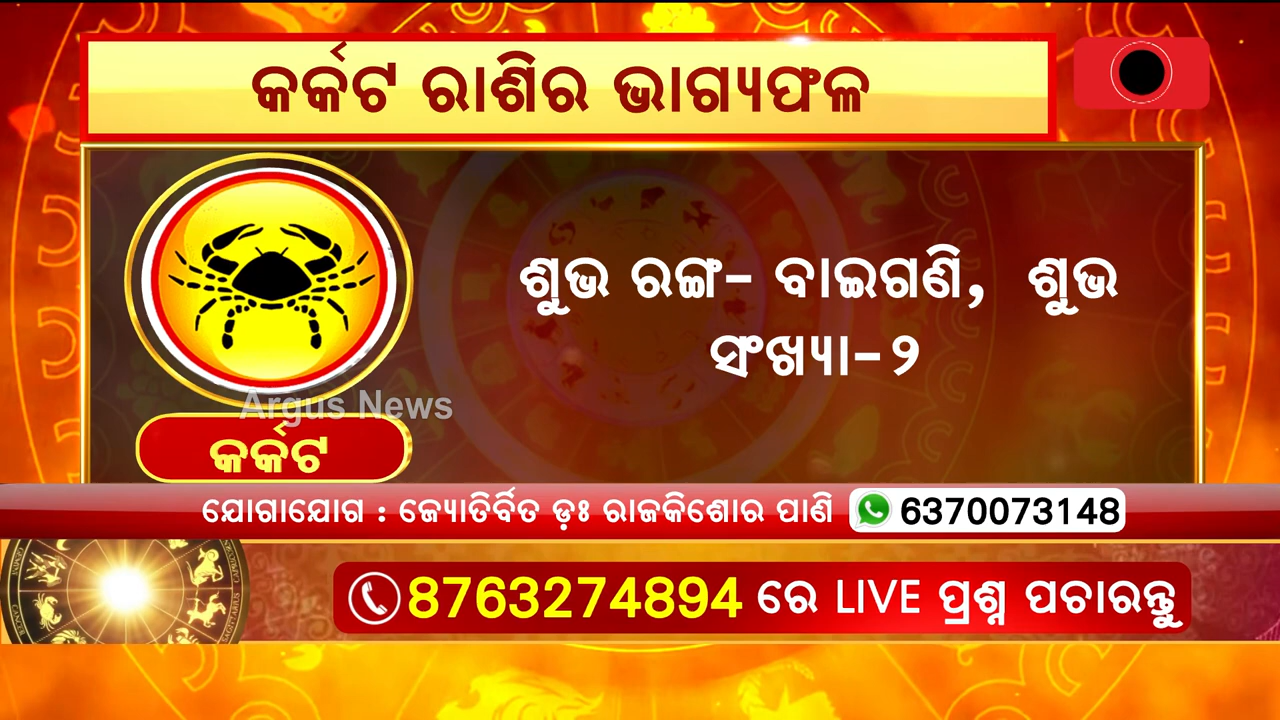 କର୍କଟ ରାଶିର ଭାଗ୍ୟଫଳ
ଶୁଭ ରଙ୍ଗ- ବାଇଗଣି, ଶୁଭ
ସଂଖ୍ୟା-୨
Argus News
କର୍କଟ
ଯୋଗାଯୋଗ : ଜ୍ୟୋତିର୍ବିତ ଡ଼ଃ ରାଜକିଶୋର ପାଣି 6370073148
8763274894 ରେ LIVE ପ୍ରଶ୍ନ ପଚାରନ୍ତୁ